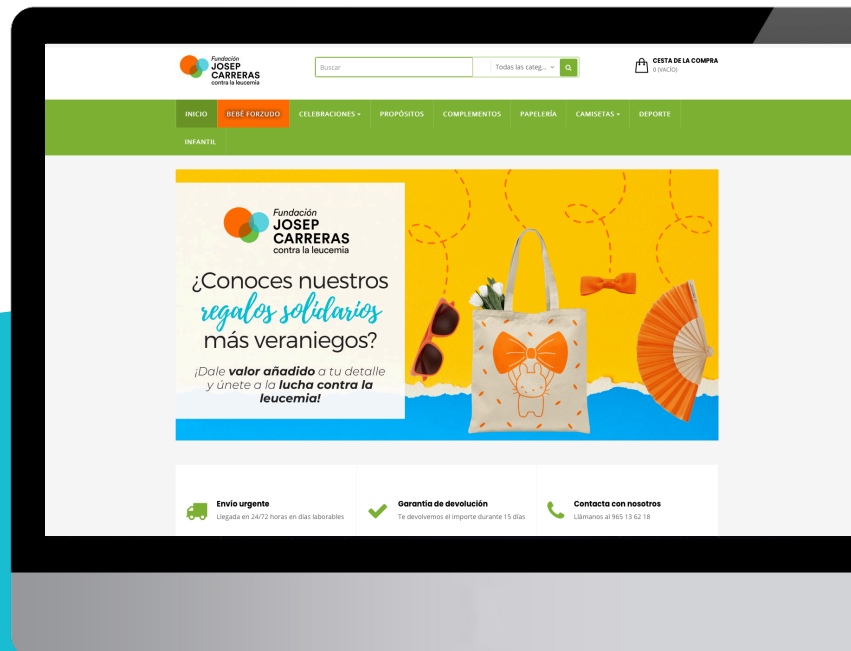 Fundación
JOSEP
CARRERAS
contra la leucemia
Buscar
Todas las categ...
CESTA DE LA COMPRA
0 (VACÍO)
INICIO
BEBÉ FORZUDO
CELEBRACIONES
PROPÓSITOS
COMPLEMENTOS
PAPELERÍA
CAMISETAS
DEPORTE
INFANTIL
Fundación
JOSEP
CARRERAS
contra la leucemia
¿Conoces nuestros
regalos solidarios
más veraniegos?
¡Dale valor añadido a tu detalle
y únete a la lucha contra la
leucemia!
Envío urgente
Llegada en 24/72 horas en días laborables
Garantía de devolución
Te devolvemos el importe durante 15 días
Contacta con nosotros
Llámanos al 965 13 62 18